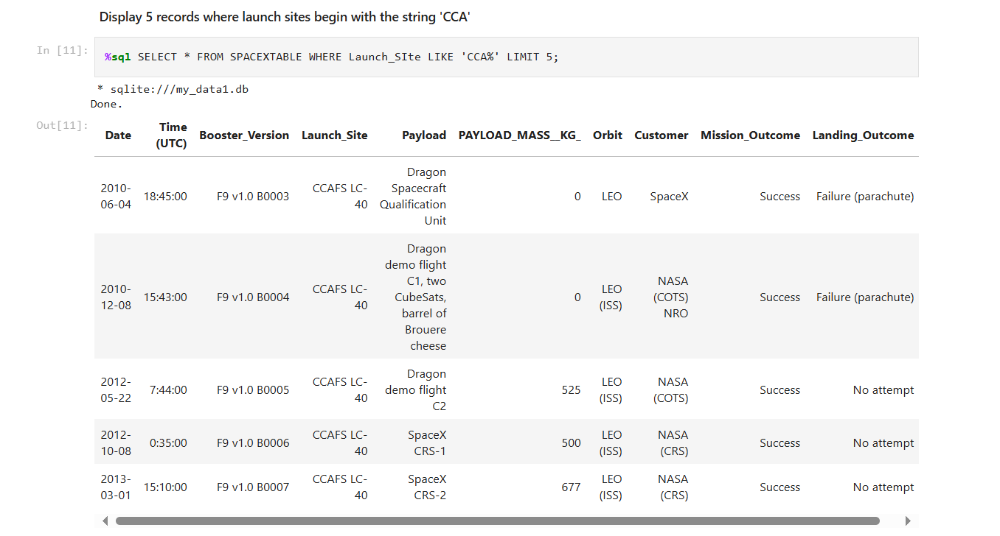 Display 5 records where launch sites begin with the string 'CCA'
In [11]:
%sql SELECT * FROM SPACEXTABLE WHERE Launch_SIte LIKE 'CCA%' LIMIT 5;
* sqlite:///my_data1.db
Done.
Out[11]:
Date Time (UTC) Booster_Version Launch_Site Payload PAYLOAD_MASS__KG_ Orbit Customer Mission_Outcome Landing_Outcome
2010-06-04 18:45:00 F9 v1.0 B0003 CCAFS LC-40 Dragon Spacecraft Qualification Unit 0 LEO SpaceX Success Failure (parachute)
2010-12-08 15:43:00 F9 v1.0 B0004 CCAFS LC-40 Dragon demo flight C1, two CubeSats, barrel of Brouere cheese 0 LEO (ISS) NASA (COTS) NRO Success Failure (parachute)
2012-05-22 7:44:00 F9 v1.0 B0005 CCAFS LC-40 Dragon demo flight C2 525 LEO (ISS) NASA (COTS) Success No attempt
2012-10-08 0:35:00 F9 v1.0 B0006 CCAFS LC-40 SpaceX CRS-1 500 LEO (ISS) NASA (CRS) Success No attempt
2013-03-01 15:10:00 F9 v1.0 B0007 CCAFS LC-40 SpaceX CRS-2 677 LEO (ISS) NASA (CRS) Success No attempt